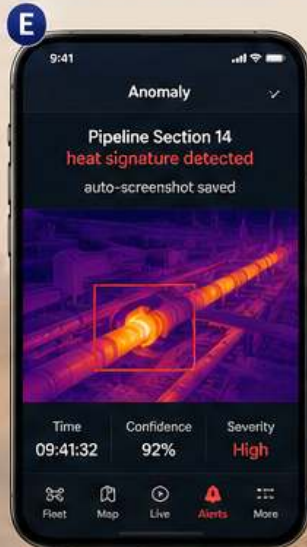 E
9:41
Anomaly
Pipeline Section 14
heat signature detected
auto-screenshot saved
Time Confidence Severity
09:41:32 92% High
Fleet Map Live Alerts More